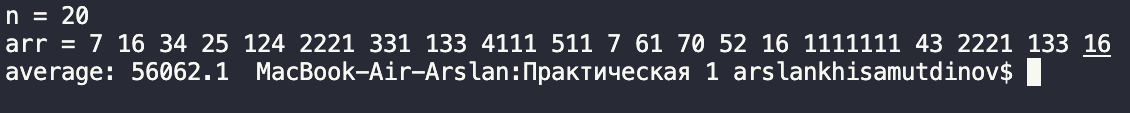 n = 20
arr = 7 16 34 25 124 2221 331 133 4111 511 7 61 70 52 16 1111111 43 2221 133 16
average: 56062.1  MacBook-Air-Arslan:Практическая 1 arslankhisamutdinov$